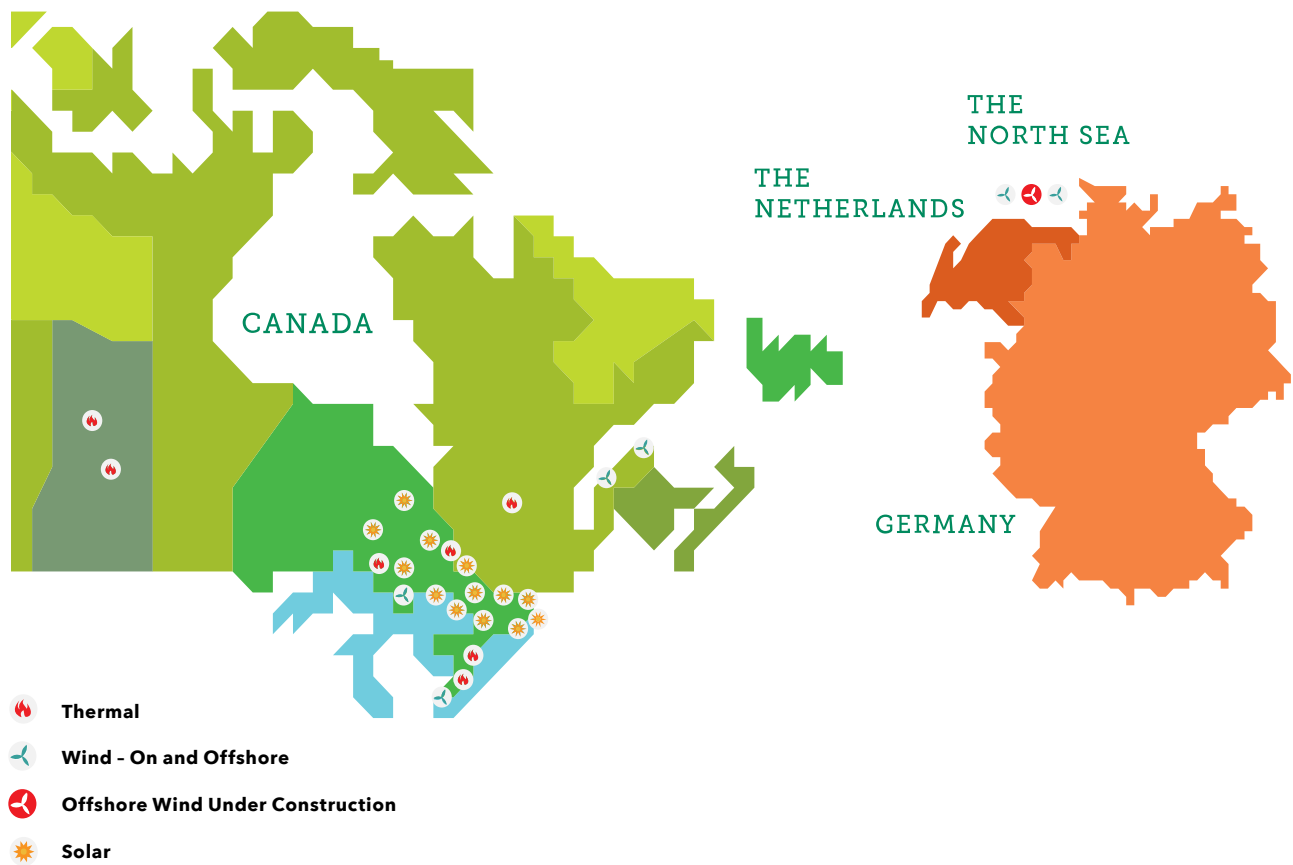 THE
NORTH SEA
THE
NETHERLANDS
CANADA
GERMANY
Thermal
Wind – On and Offshore
Offshore Wind Under Construction
Solar